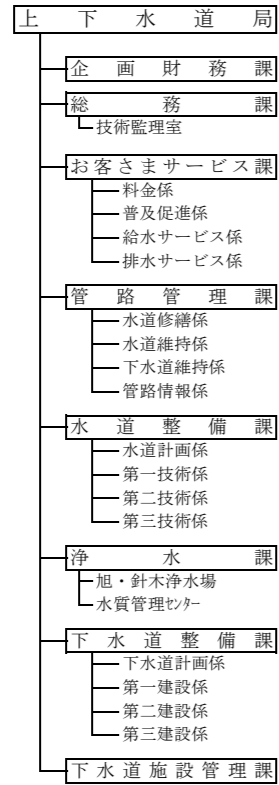 上下水道局
企画財務課
総務課
技術監理室
お客さまサービス課
料金係
普及促進係
給水サービス係
排水サービス係
管路管理課
水道修繕係
水道維持係
下水道維持係
管路情報係
水道整備課
水道計画係
第一技術係
第二技術係
第三技術係
浄水課
旭・針木浄水場
水質管理ｾﾝﾀｰ
下水道整備課
下水道計画係
第一建設係
第二建設係
第三建設係
下水道施設管理課